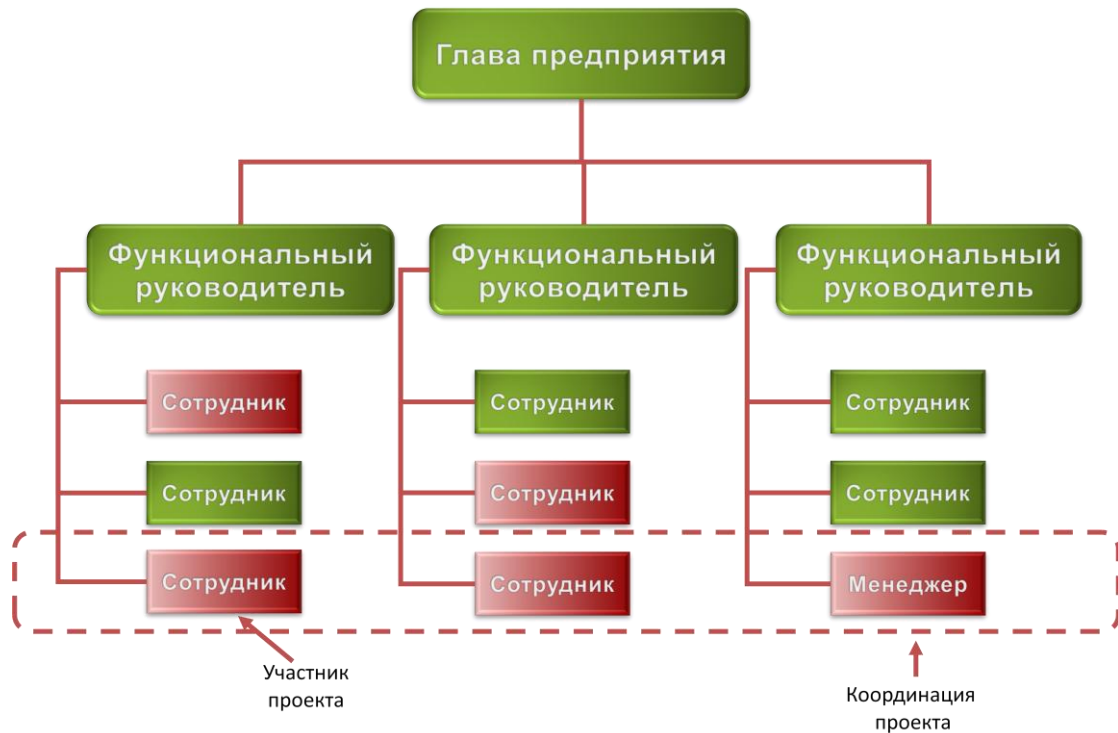 Глава предприятия
Функциональный
руководитель
Функциональный
руководитель
Функциональный
руководитель
Сотрудник
Сотрудник
Сотрудник
Сотрудник
Сотрудник
Сотрудник
Сотрудник
Сотрудник
Менеджер
Участник
проекта
Координация
проекта